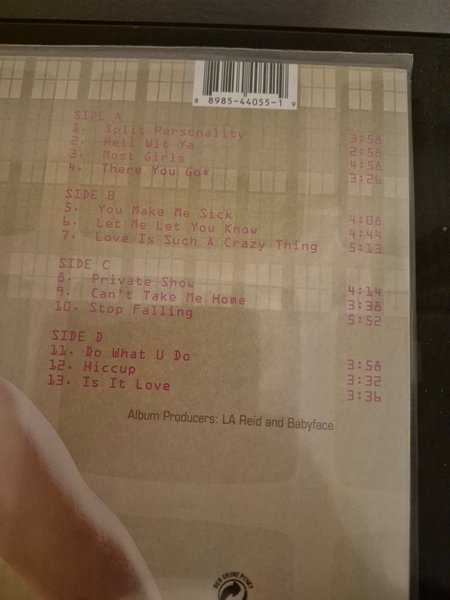 8 8985-44055-1 9
SIDE A
1. Split Personality 3:58
2. Hell Wit Ya 2:58
3. Most Girls 4:58
4. There You Go* 3:26
SIDE B
5. You Make Me Sick 4:08
6. Let Me Let You Know 4:44
7. Love Is Such A Crazy Thing 5:13
SIDE C
8. Private Show 4:14
9. Can't Take Me Home 3:38
10. Stop Falling 5:52
SIDE D
11. Do What U Do 3:58
12. Hiccup 3:32
13. Is It Love 3:36
Album Producers: LA Reid and Babyface
DER GRÜNE PUNKT